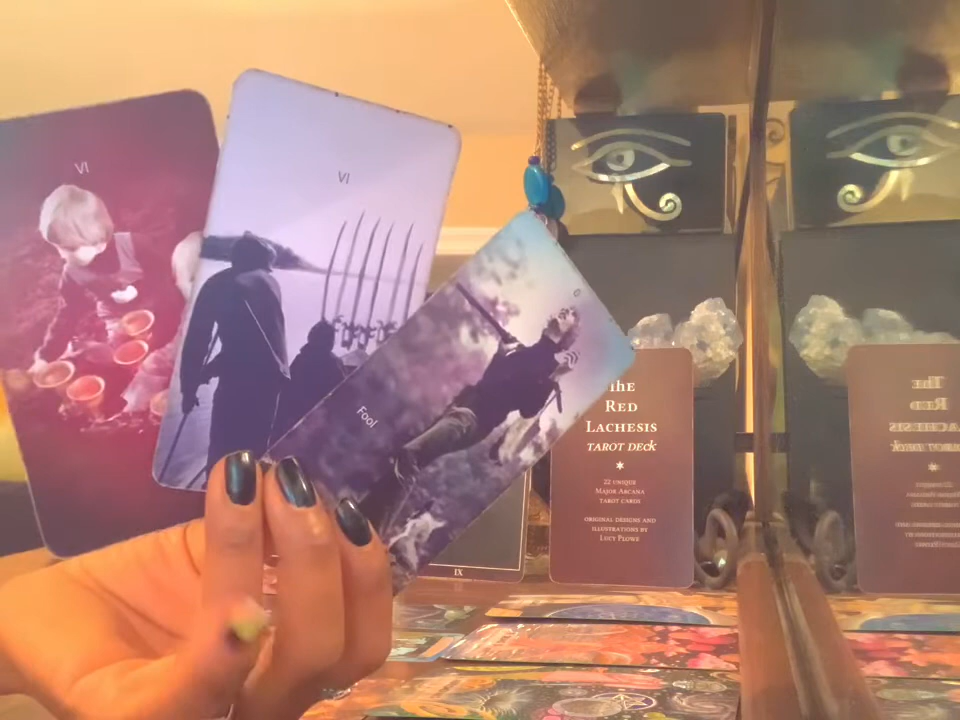 VI
VI
0
Fool
The
Red
Lachesis
Tarot Deck
22 unique
Major Arcana
tarot cards
Original designs and
illustrations by
Lucy Plowe
IX